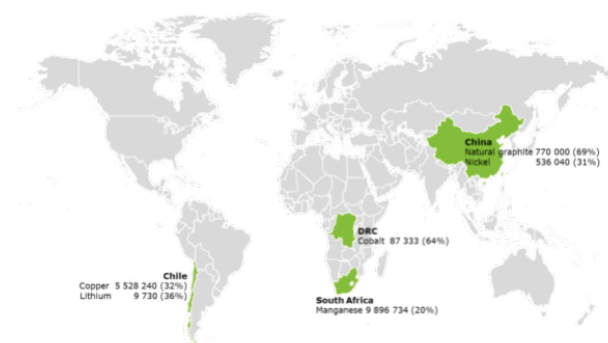 China
Natural graphite 770 000 (69%)
Nickel 536 040 (31%)
DRC
Cobalt 87 333 (64%)
Chile
Copper 5 528 240 (32%)
Lithium 9 730 (36%)
South Africa
Manganese 9 896 734 (20%)